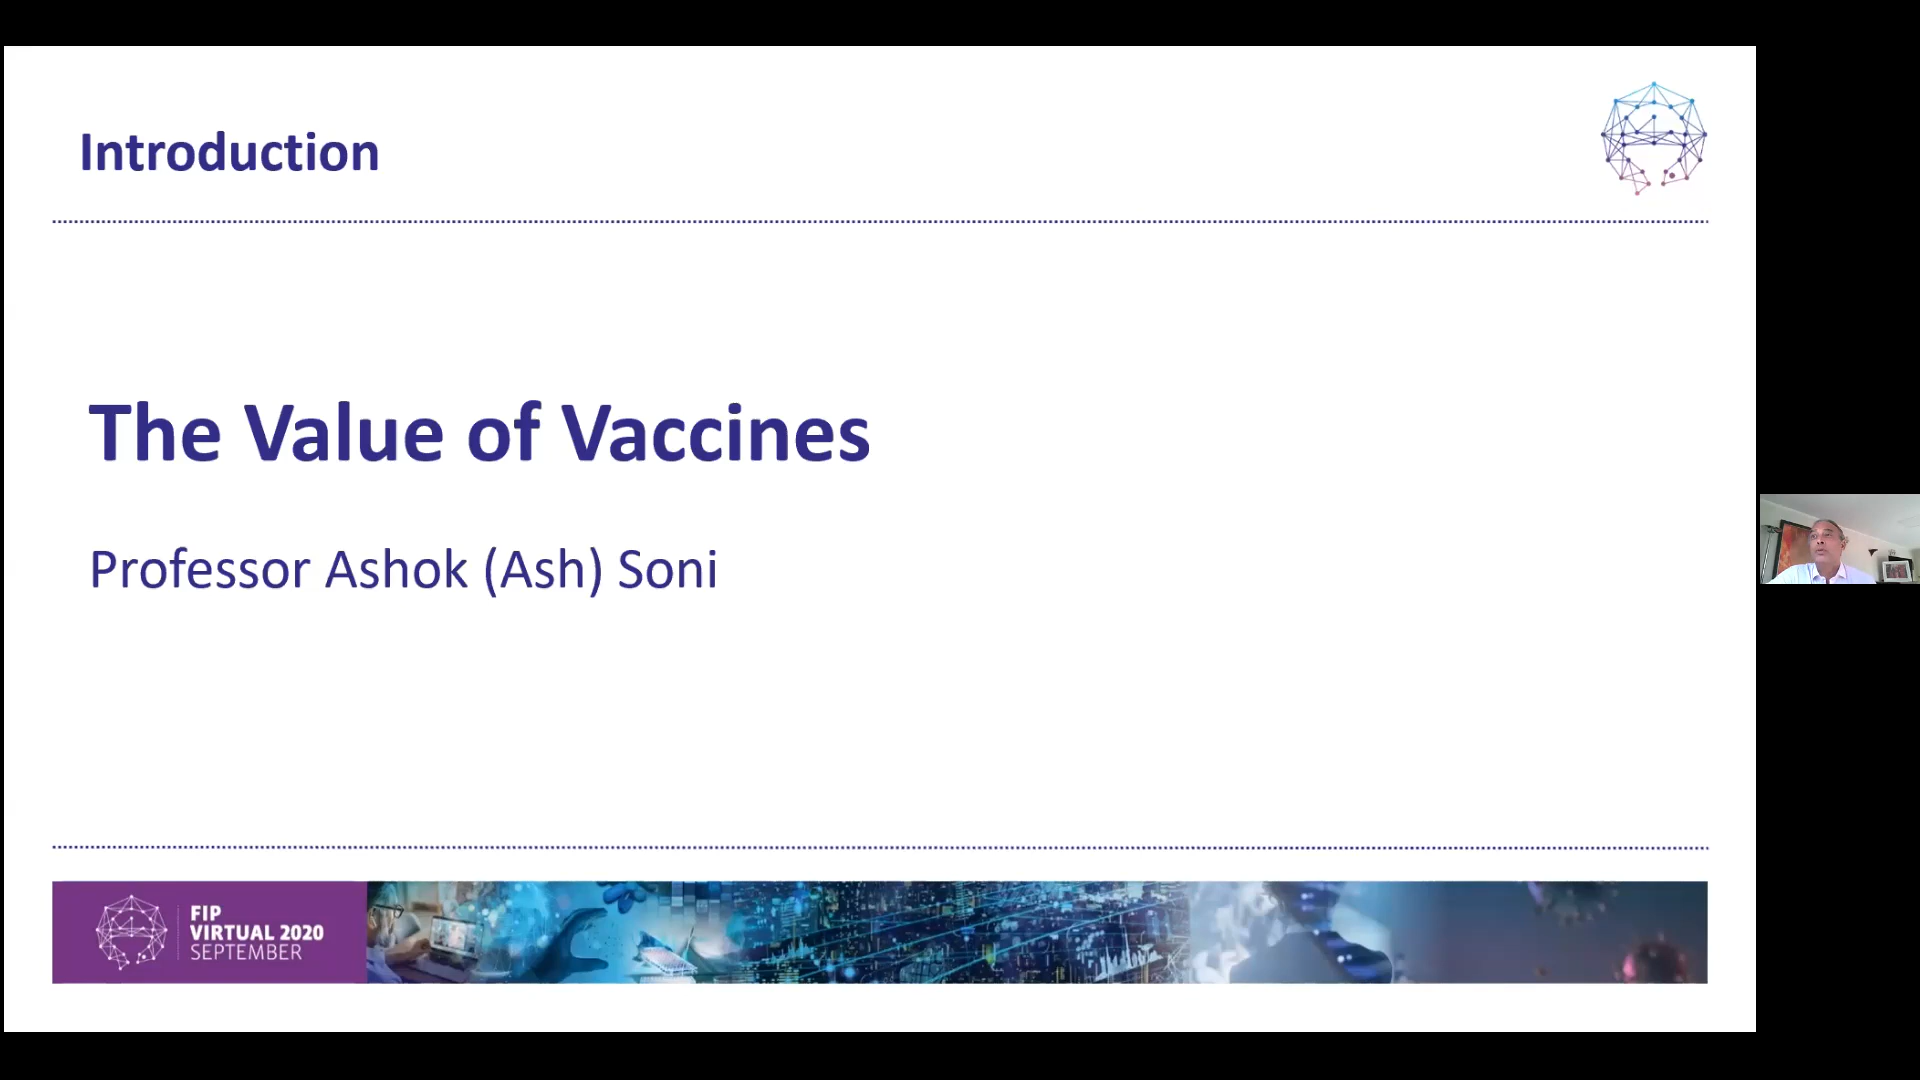 Introduction
The Value of Vaccines
Professor Ashok (Ash) Soni
FIP
VIRTUAL 2020
SEPTEMBER